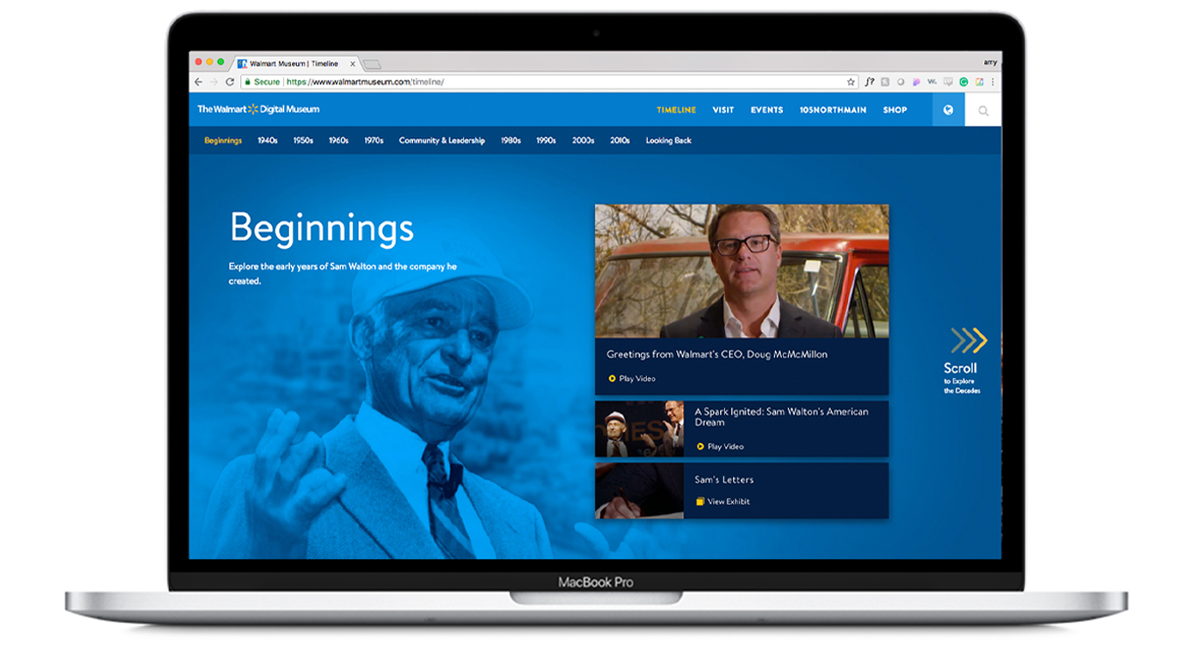 Walmart Museum | Timeline
amy
Secure | https://www.walmartmuseum.com/timeline/
f?
The Walmart Digital Museum
TIMELINE VISIT EVENTS 105NORTHMAIN SHOP
Beginnings 1940s 1950s 1960s 1970s Community & Leadership 1980s 1990s 2000s 2010s Looking Back
Beginnings
Explore the early years of Sam Walton and the company he
created.
Greetings from Walmart's CEO, Doug McMcMillon
Play Video
A Spark Ignited: Sam Walton's American
Dream
Play Video
Sam's Letters
View Exhibit
Scroll
to Explore
the Decades
MacBook Pro